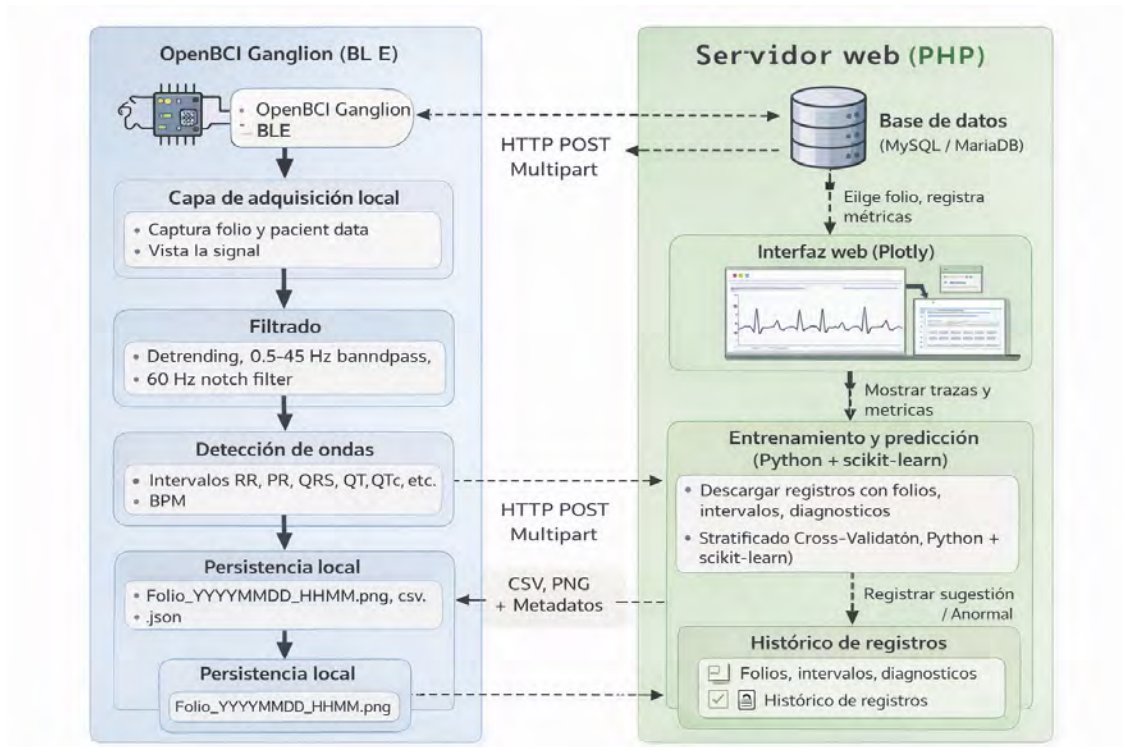 OpenBCI Ganglion (BL E)
OpenBCI Ganglion
BLE
Capa de adquisición local
• Captura folio y pacient data
• Vista la signal
Filtrado
• Detrending, 0.5–45 Hz banndpass,
• 60 Hz notch filter
Detección de ondas
• Intervalos RR, PR, QRS, QT, QTc, etc.
• BPM
Persistencia local
• Folio_YYYYMMDD_HHMM.png, csv.
• .json
Persistencia local
Folio_YYYYMMDD_HHMM.png
HTTP POST
Multipart
HTTP POST
Multipart
CSV, PNG
+ Metadatos
Servidor web (PHP)
Base de datos
(MySQL / MariaDB)
Eilge folio, registra
métricas
Interfaz web (Plotly)
Mostrar trazas y
metricas
Entrenamiento y predicción
(Python + scikit-learn)
• Descargar registros con folios,
intervalos, diagnosticos
• Stratificado Cross-Validatón, Python +
scikit-learn)
Registrar sugestión
/ Anormal
Histórico de registros
Folios, intervalos, diagnosticos
Histórico de registros